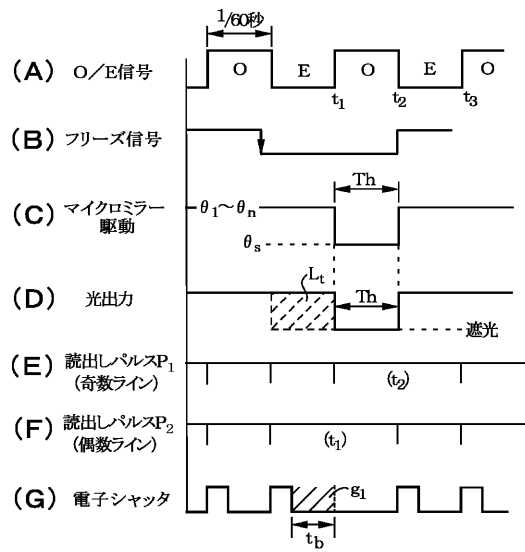 1/60秒
(A) O/E信号 O E O E O
t1 t2 t3
(B) フリーズ信号
Th
(C) マイクロミラー駆動 θ1～θn
θs
Lt
(D) 光出力 Th
遮光
(E) 読出しパルスP1
(奇数ライン) (t2)
(F) 読出しパルスP2
(偶数ライン) (t1)
(G) 電子シャッタ g1
tb